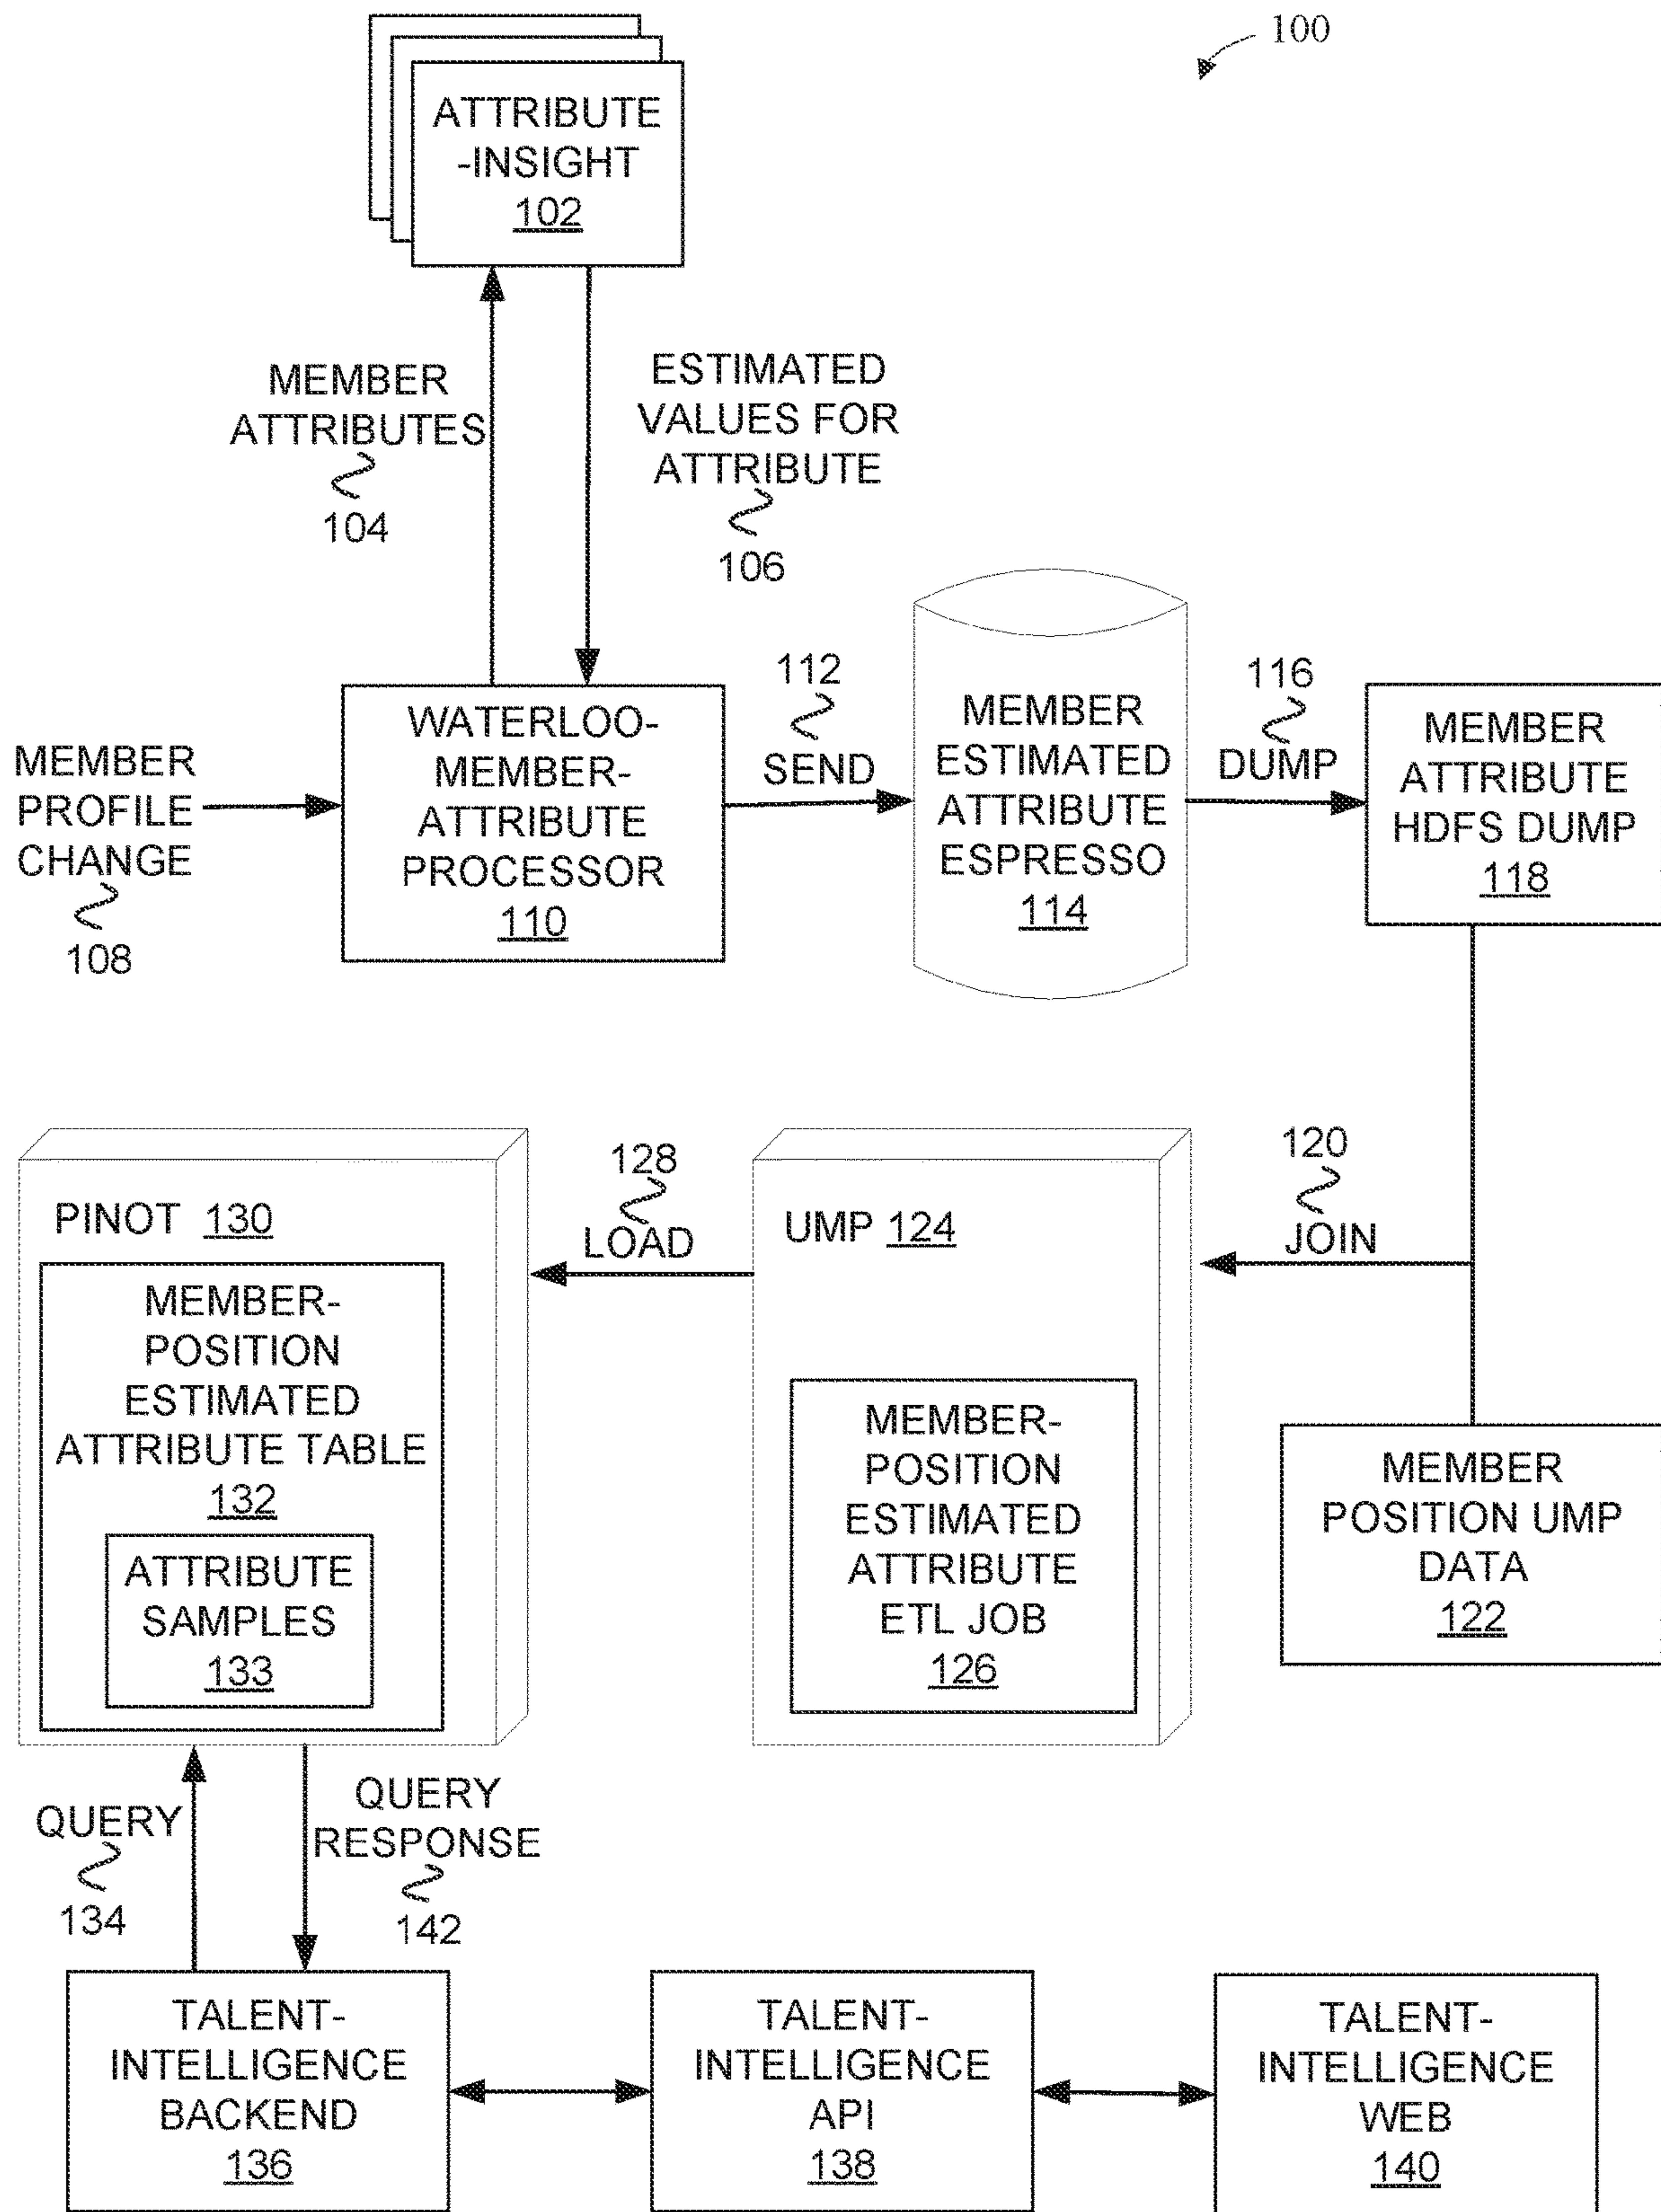 100
ATTRIBUTE
-INSIGHT
102
MEMBER
ATTRIBUTES
104
ESTIMATED
VALUES FOR
ATTRIBUTE
106
MEMBER
PROFILE
CHANGE
108
WATERLOO-
MEMBER-
ATTRIBUTE
PROCESSOR
110
112
SEND
MEMBER
ESTIMATED
ATTRIBUTE
ESPRESSO
114
116
DUMP
MEMBER
ATTRIBUTE
HDFS DUMP
118
120
JOIN
MEMBER
POSITION UMP
DATA
122
UMP 124
MEMBER-
POSITION
ESTIMATED
ATTRIBUTE
ETL JOB
126
128
LOAD
PINOT 130
MEMBER-
POSITION
ESTIMATED
ATTRIBUTE TABLE
132
ATTRIBUTE
SAMPLES
133
QUERY
134
QUERY
RESPONSE
142
TALENT-
INTELLIGENCE
BACKEND
136
TALENT-
INTELLIGENCE
API
138
TALENT-
INTELLIGENCE
WEB
140